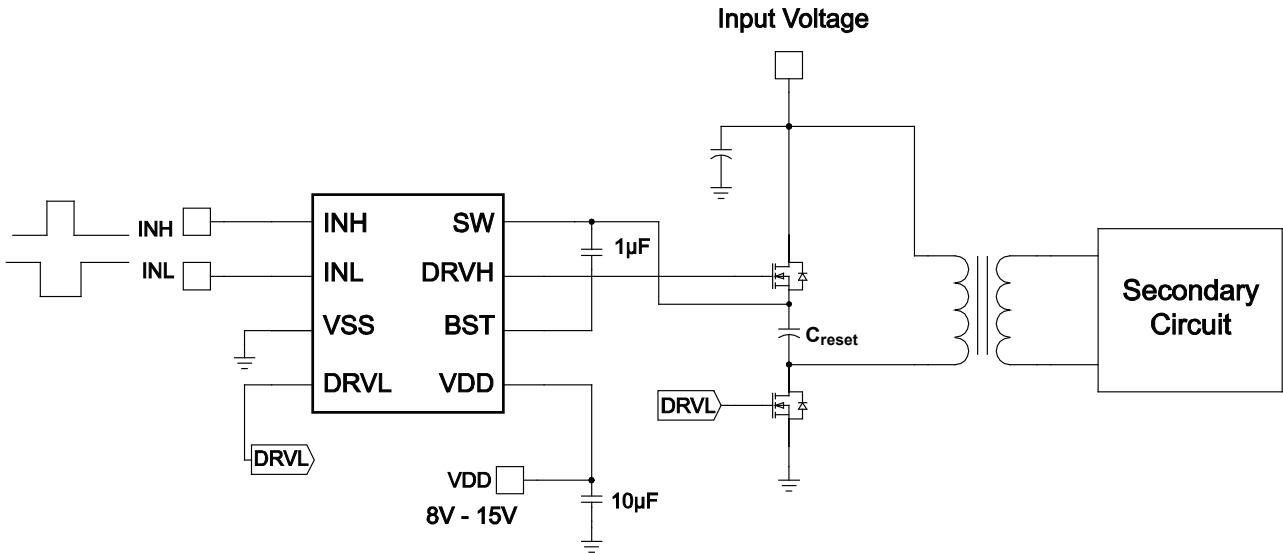 Input Voltage
INH
INL
INH
INL
VSS
DRVL
SW
DRVH
BST
VDD
1µF
DRVL
VDD
8V - 15V
10µF
Creset
DRVL
Secondary
Circuit